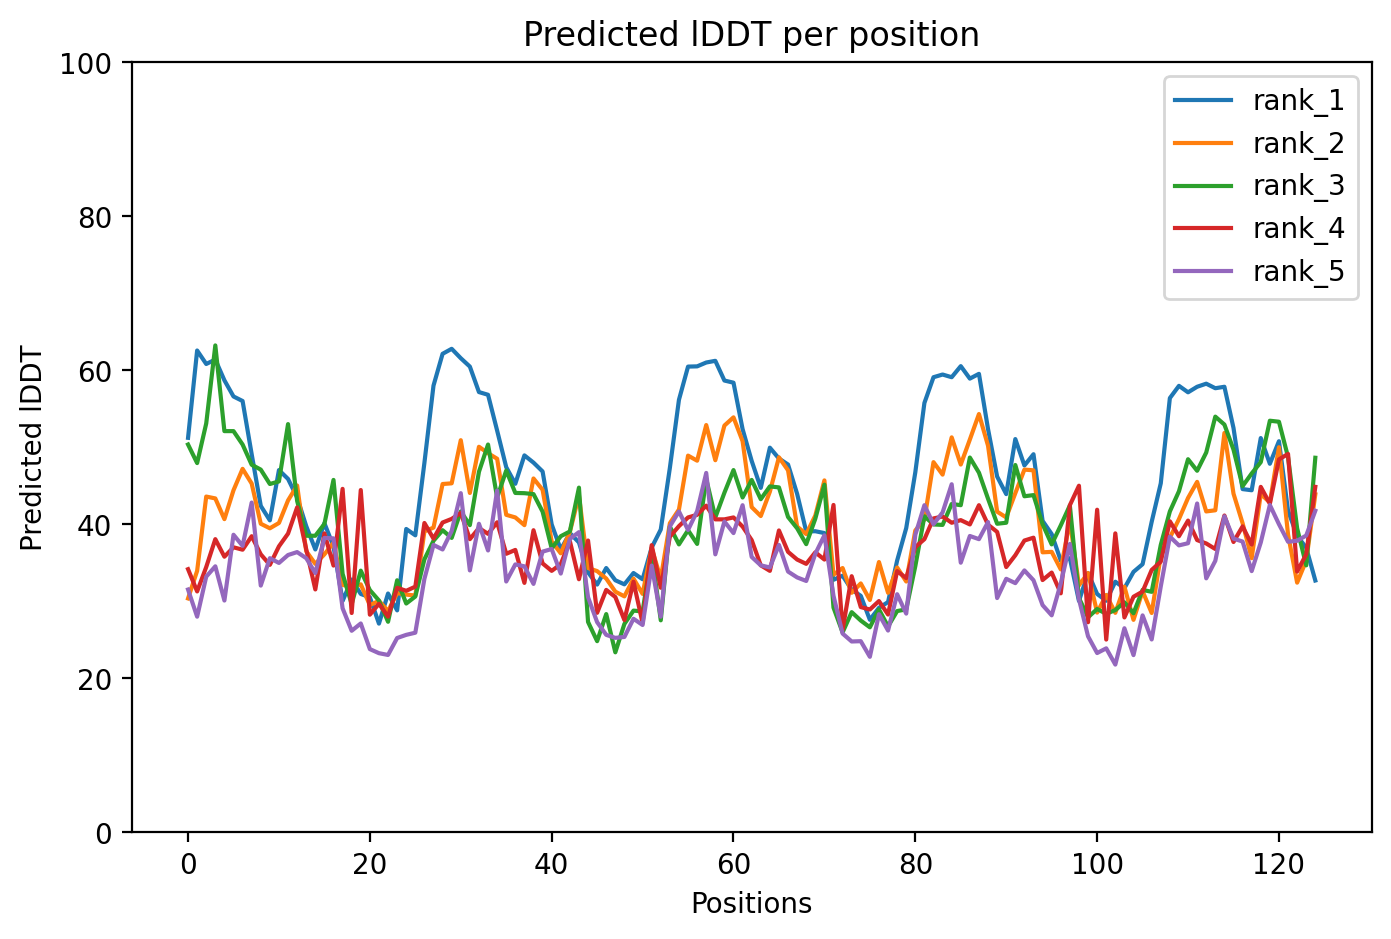 Predicted lDDT per position
100
80
60
40
20
0
Predicted lDDT
0 20 40 60 80 100 120
Positions
rank_1
rank_2
rank_3
rank_4
rank_5